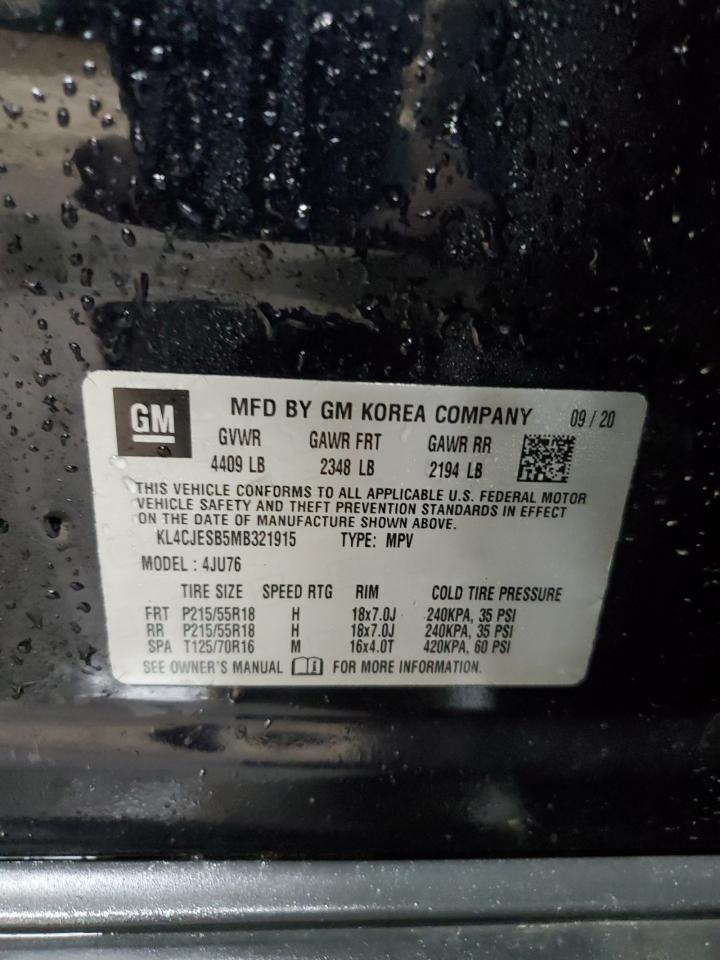 GM
MFD BY GM KOREA COMPANY 09 / 20
GVWR GAWR FRT GAWR RR
4409 LB 2348 LB 2194 LB
THIS VEHICLE CONFORMS TO ALL APPLICABLE U.S. FEDERAL MOTOR
VEHICLE SAFETY AND THEFT PREVENTION STANDARDS IN EFFECT
ON THE DATE OF MANUFACTURE SHOWN ABOVE.
KL4CJESB5MB321915 TYPE: MPV
MODEL : 4JU76
TIRE SIZE SPEED RTG RIM COLD TIRE PRESSURE
FRT P215/55R18 H 18x7.0J 240KPA, 35 PSI
RR P215/55R18 H 18x7.0J 240KPA, 35 PSI
SPA T125/70R16 M 16x4.0T 420KPA, 60 PSI
SEE OWNER'S MANUAL FOR MORE INFORMATION.